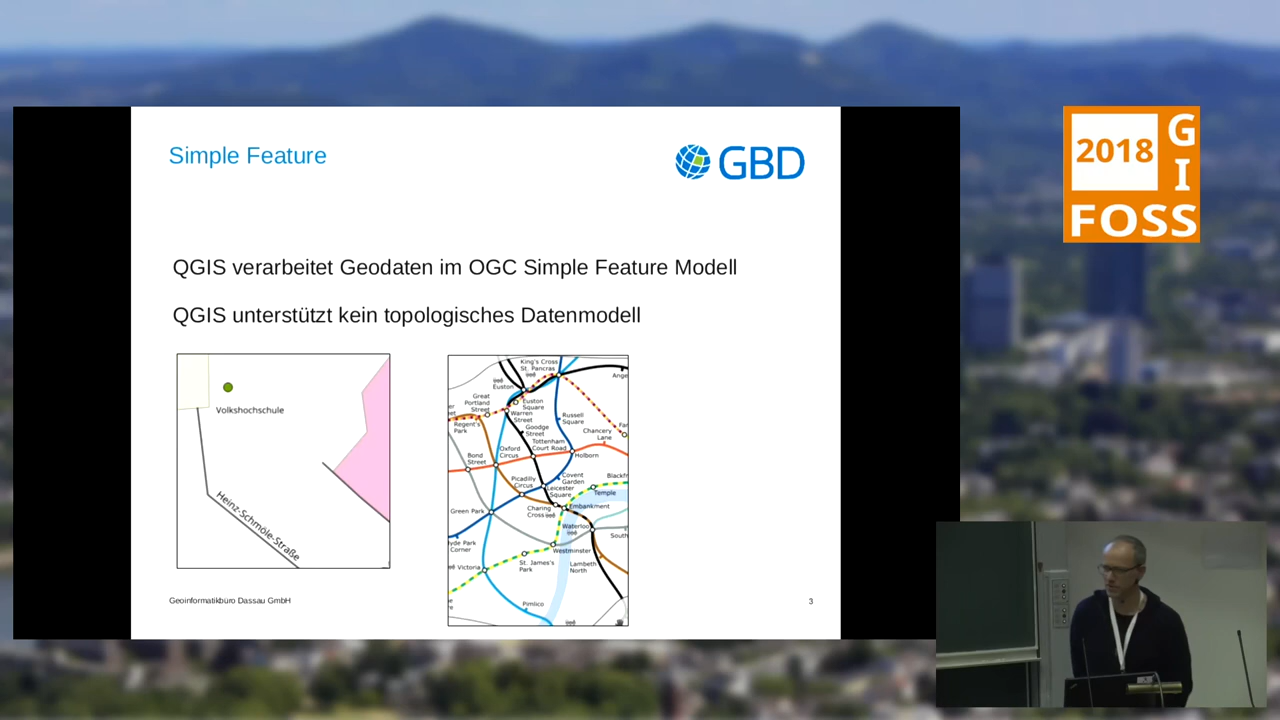 Simple Feature
GBD
2018
G
I
FOSS
QGIS verarbeitet Geodaten im OGC Simple Feature Modell
QGIS unterstützt kein topologisches Datenmodell
Volkshochschule
Heinz-Schmöle-Straße
King's Cross
St. Pancras
Euston
Great
Portland
Street
Euston
Square
Warren
Street
Regent's
Park
Goodge
Street
Russell
Square
Chancery
Lane
Tottenham
Court Road
Oxford
Circus
Bond
Street
Holborn
Picadilly
Circus
Covent
Garden
Leicester
Square
Temple
Green Park
Charing
Cross
Embankment
Waterloo
Westminster
Corner
Victoria
St. James's
Park
Lambeth
North
Pimlico
Geoinformatikbüro Dassau GmbH
3